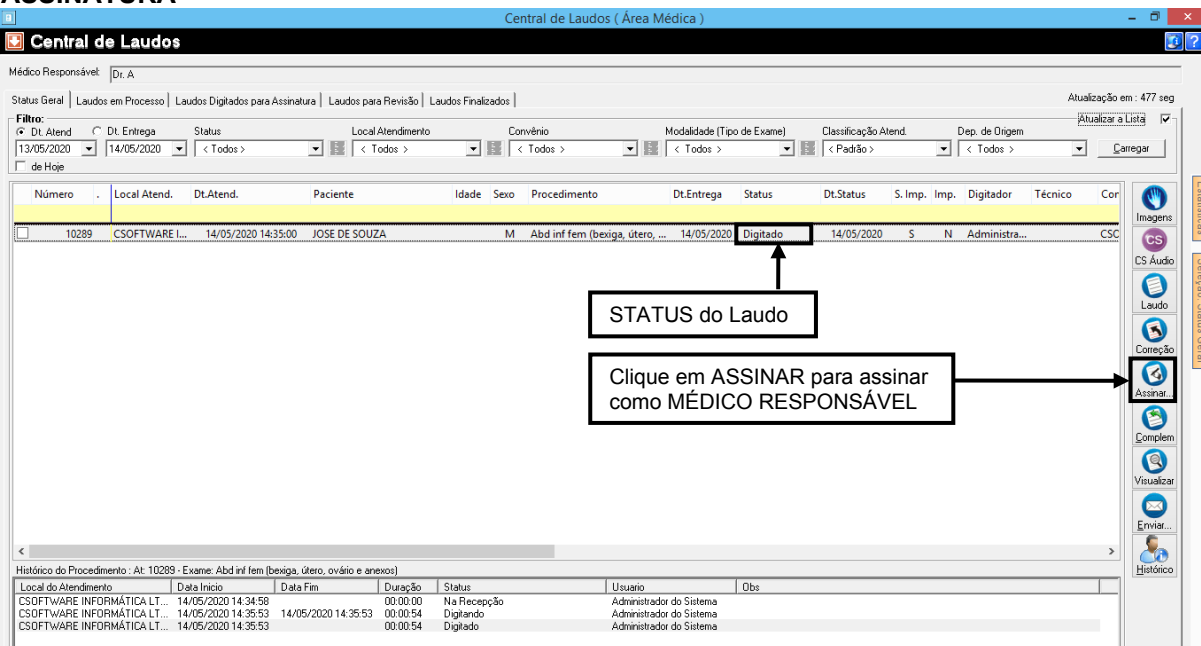 ASSINATURA
Central de Laudos ( Área Médica )
Central de Laudos
Médico Responsável: Dr. A
Status Geral Laudos em Processo Laudos Digitados para Assinatura Laudos para Revisão Laudos Finalizados Atualização em : 477 seg
Filtro: Atualizar a Lista
Dt. Atend Dt. Entrega Status Local Atendimento Convênio Modalidade (Tipo de Exame) Classificação Atend. Dep. de Origem
13/05/2020 14/05/2020 < Todos > < Todos > < Todos > < Todos > < Padrão > < Todos > Carregar
de Hoje
Número . Local Atend. Dt.Atend. Paciente Idade Sexo Procedimento Dt.Entrega Status Dt.Status S. Imp. Imp. Digitador Técnico Cor
10289 CSOFTWARE I... 14/05/2020 14:35:00 JOSE DE SOUZA M Abd inf fem (bexiga, útero, ... 14/05/2020 Digitado 14/05/2020 S N Administra... CSC
Imagens
CS
CS Áudio
Laudo
Correção
Assinar...
Complem
Visualizar
Enviar...
Histórico
STATUS do Laudo
Clique em ASSINAR para assinar
como MÉDICO RESPONSÁVEL
Histórico do Procedimento : At: 10289 - Exame: Abd inf fem (bexiga, útero, ovário e anexos)
Local do Atendimento Data Inicio Data Fim Duração Status Usuario Obs
CSOFTWARE INFORMÁTICA LT... 14/05/2020 14:34:58 00:00:00 Na Recepção Administrador do Sistema
CSOFTWARE INFORMÁTICA LT... 14/05/2020 14:35:53 14/05/2020 14:35:53 00:00:54 Digitando Administrador do Sistema
CSOFTWARE INFORMÁTICA LT... 14/05/2020 14:35:53 00:00:54 Digitado Administrador do Sistema